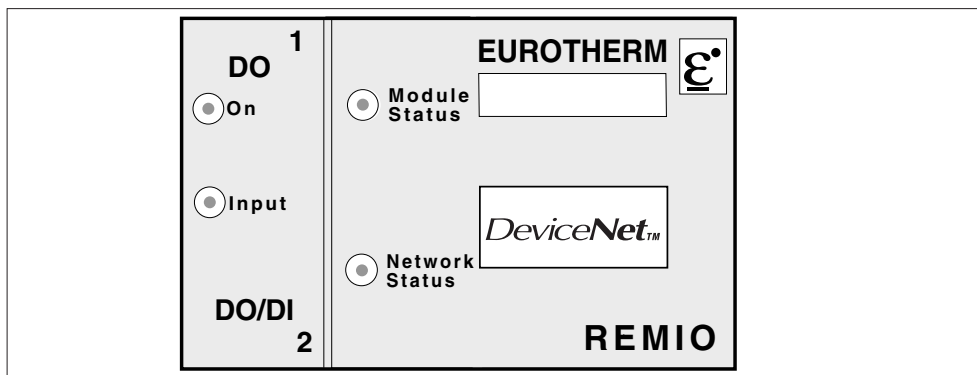 1
DO
On
Input
DO/DI
2
EUROTHERM
ε
Module
Status
DeviceNet™
Network
Status
REMIO